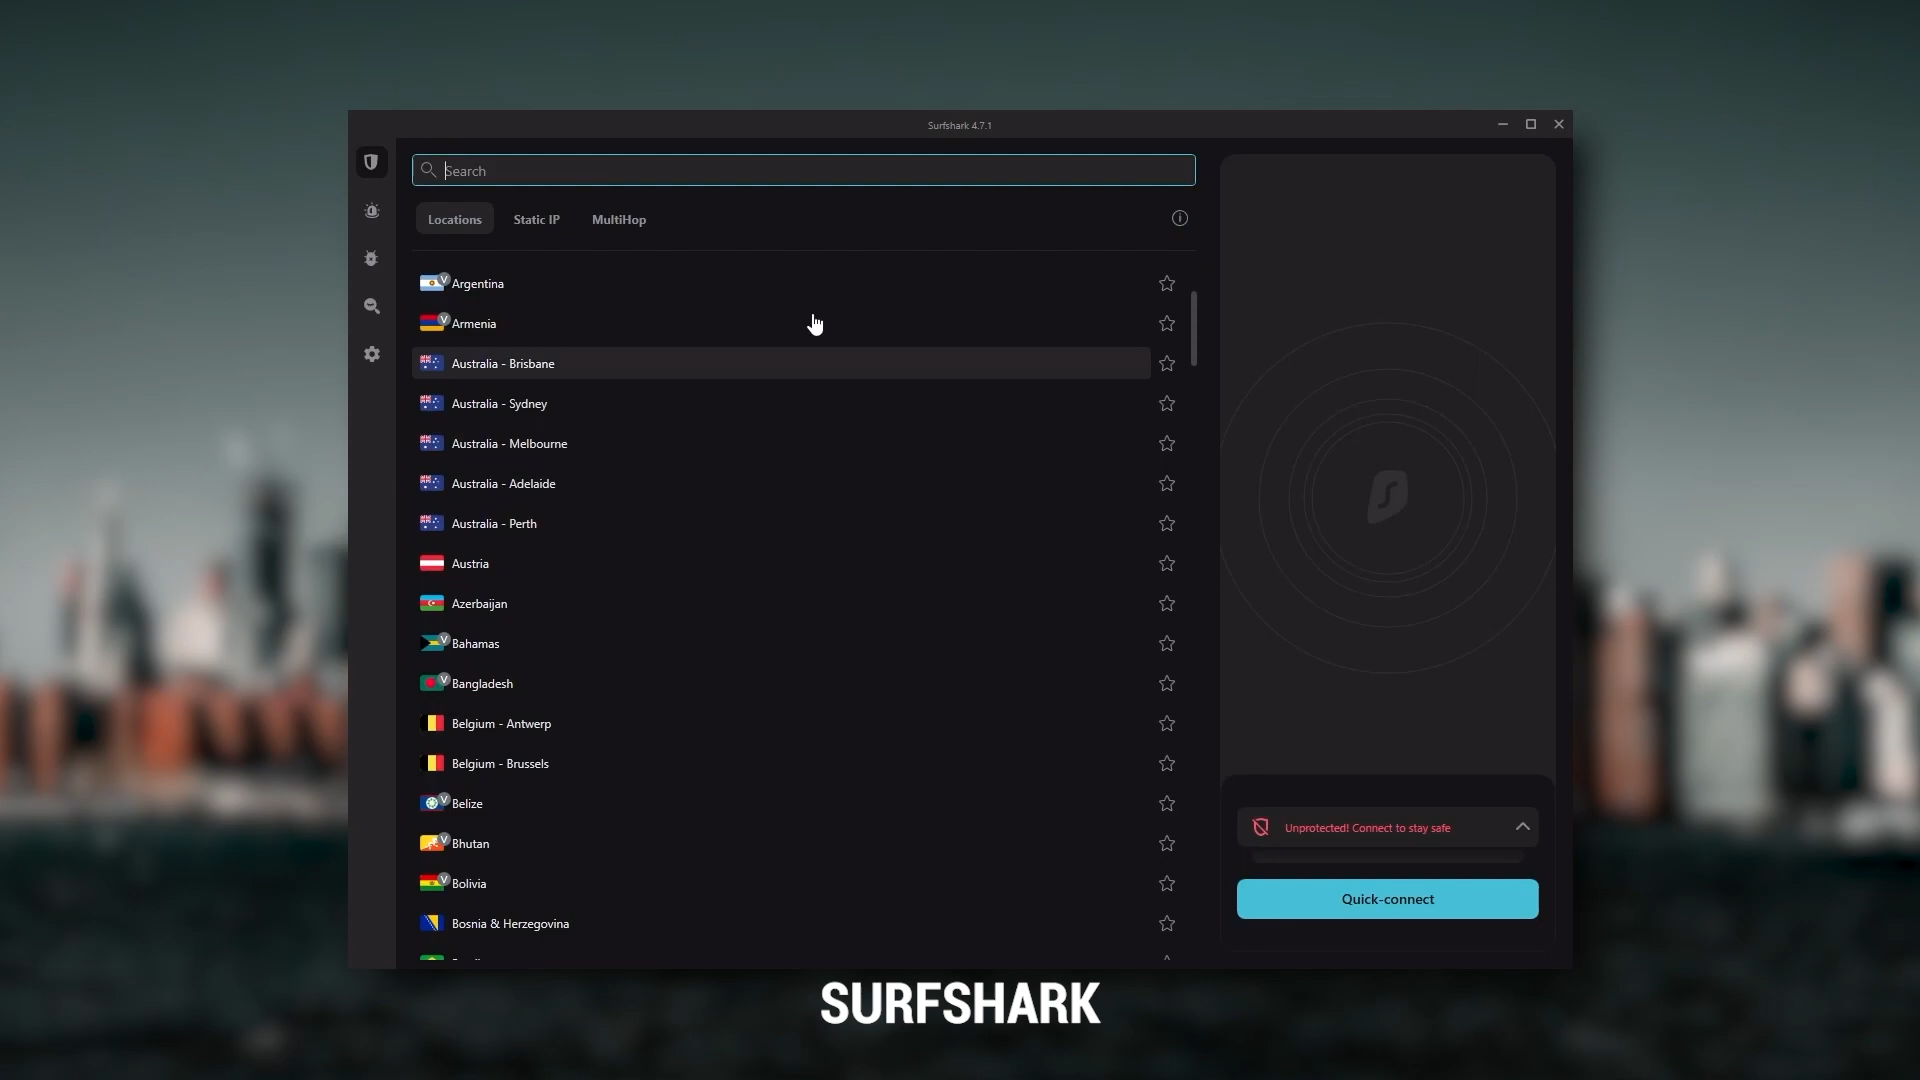 Surfshark 4.7.1
Search
Locations
Static IP
MultiHop
V Argentina
V Armenia
Australia - Brisbane
Australia - Sydney
Australia - Melbourne
Australia - Adelaide
Australia - Perth
Austria
Azerbaijan
V Bahamas
V Bangladesh
Belgium - Antwerp
Belgium - Brussels
V Belize
V Bhutan
V Bolivia
Bosnia & Herzegovina
Unprotected! Connect to stay safe
Quick-connect
SURFSHARK